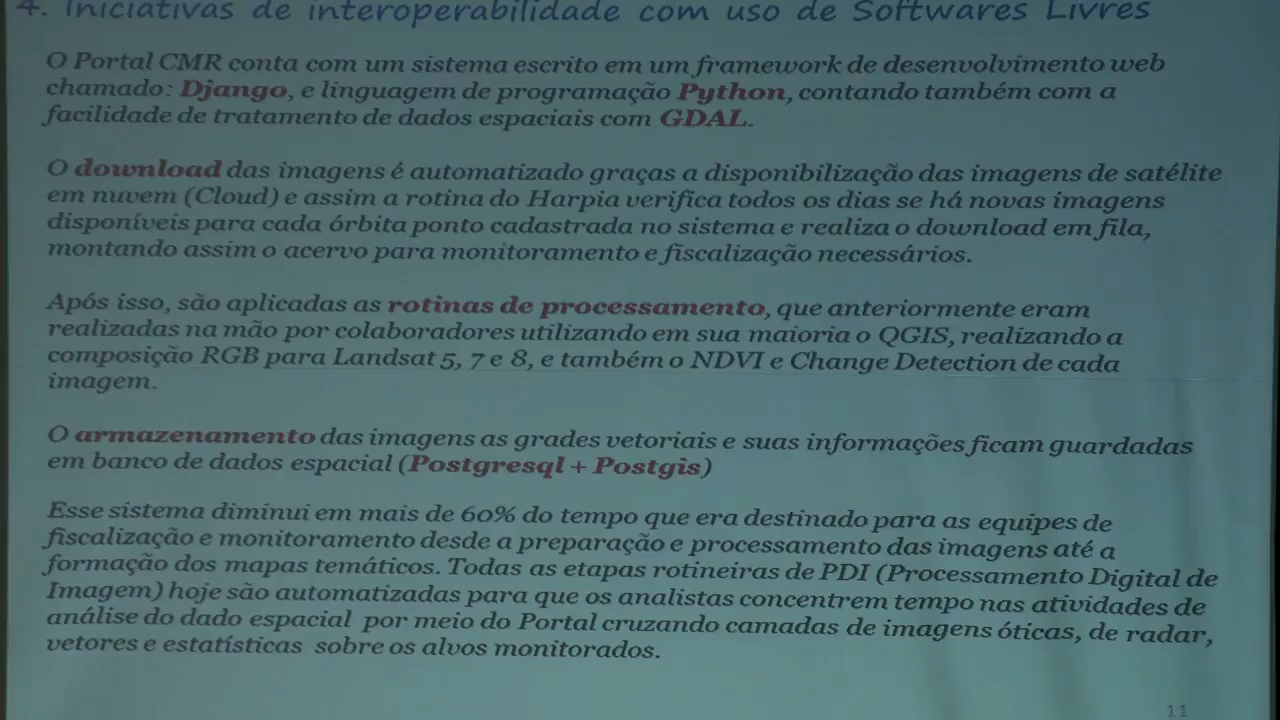 4. Iniciativas de interoperabilidade com uso de Softwares Livres
O Portal CMR conta com um sistema escrito em um framework de desenvolvimento web
chamado: Django, e linguagem de programação Python, contando também com a
facilidade de tratamento de dados espaciais com GDAL.
O download das imagens é automatizado graças a disponibilização das imagens de satélite
em nuvem (Cloud) e assim a rotina do Harpia verifica todos os dias se há novas imagens
disponíveis para cada órbita ponto cadastrada no sistema e realiza o download em fila,
montando assim o acervo para monitoramento e fiscalização necessários.
Após isso, são aplicadas as rotinas de processamento, que anteriormente eram
realizadas na mão por colaboradores utilizando em sua maioria o QGIS, realizando a
composição RGB para Landsat 5, 7 e 8, e também o NDVI e Change Detection de cada
imagem.
O armazenamento das imagens as grades vetoriais e suas informações ficam guardadas
em banco de dados espacial (Postgresql + Postgis)
Esse sistema diminui em mais de 60% do tempo que era destinado para as equipes de
fiscalização e monitoramento desde a preparação e processamento das imagens até a
formação dos mapas temáticos. Todas as etapas rotineiras de PDI (Processamento Digital de
Imagem) hoje são automatizadas para que os analistas concentrem tempo nas atividades de
análise do dado espacial por meio do Portal cruzando camadas de imagens óticas, de radar,
vetores e estatísticas sobre os alvos monitorados.
11